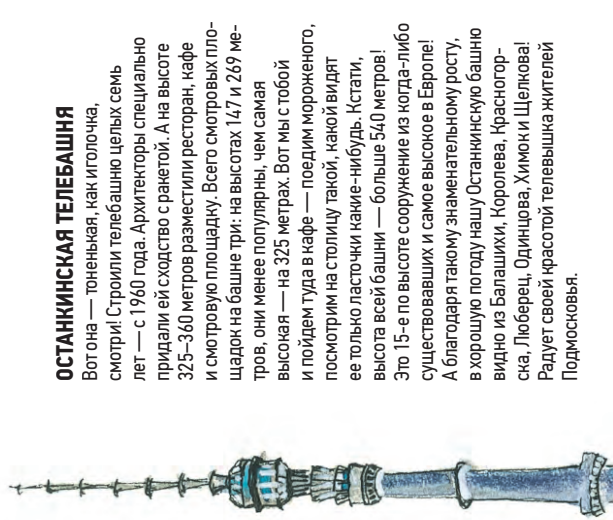 ОСТАНКИНСКАЯ ТЕЛЕБАШНЯ
Вот она — тоненькая, как иголочка,
смотри! Строили телебашню целых семь
лет — с 1960 года. Архитекторы специально
придали ей сходство с ракетой. А на высоте
325–360 метров разместили ресторан, кафе
и смотровую площадку. Всего смотровых пло-
щадок на башне три: на высотах 147 и 269 ме-
тров, они менее популярны, чем самая
высокая — на 325 метрах. Вот мы с тобой
и пойдем туда в кафе — поедим мороженого,
посмотрим на столицу такой, какой видят
ее только ласточки какие-нибудь. Кстати,
высота всей башни — больше 540 метров!
Это 15-е по высоте сооружение из когда-либо
существовавших и самое высокое в Европе!
А благодаря такому знаменательному росту,
в хорошую погоду нашу Останкинскую башню
видно из Балашихи, Королева, Красногор-
ска, Люберец, Одинцова, Химок и Щелкова!
Радует своей красотой телевышка жителей
Подмосковья.